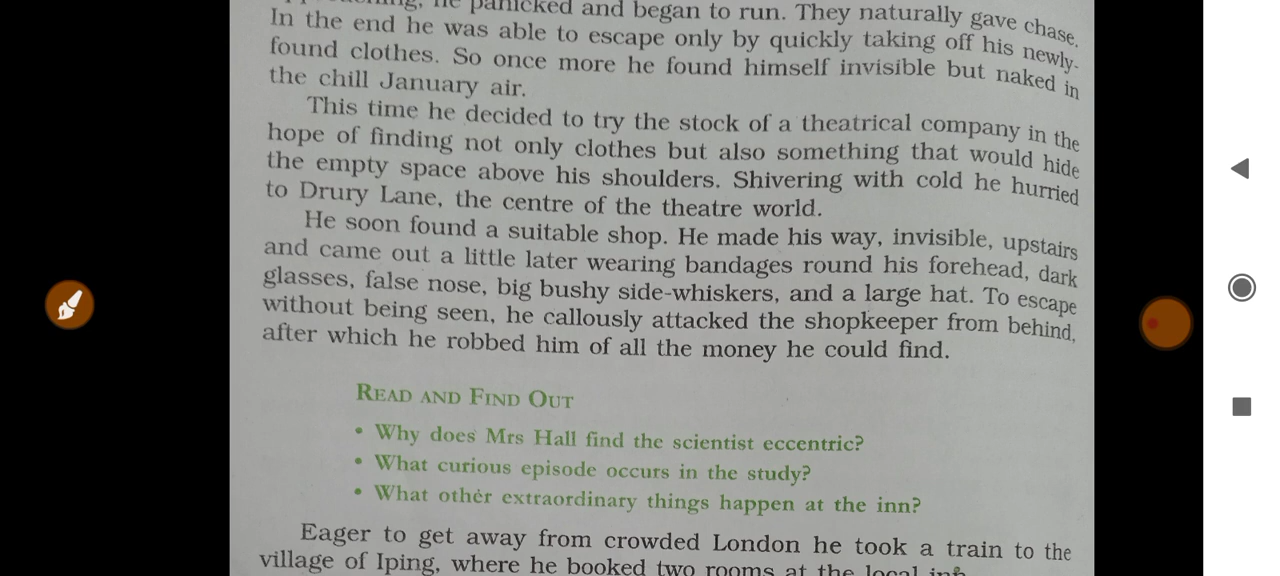 he panicked and began to run. They naturally gave chase.
In the end he was able to escape only by quickly taking off his newly-
found clothes. So once more he found himself invisible but naked in
the chill January air.
This time he decided to try the stock of a theatrical company in the
hope of finding not only clothes but also something that would hide
the empty space above his shoulders. Shivering with cold he hurried
to Drury Lane, the centre of the theatre world.
He soon found a suitable shop. He made his way, invisible, upstairs
and came out a little later wearing bandages round his forehead, dark
glasses, false nose, big bushy side-whiskers, and a large hat. To escape
without being seen, he callously attacked the shopkeeper from behind,
after which he robbed him of all the money he could find.
READ AND FIND OUT
• Why does Mrs Hall find the scientist eccentric?
• What curious episode occurs in the study?
• What other extraordinary things happen at the inn?
Eager to get away from crowded London he took a train to the
village of Iping, where he booked two rooms at the local